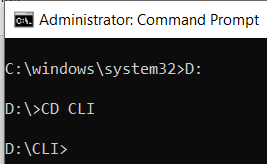 Administrator: Command Prompt
C:\windows\system32>D:
D:\>CD CLI
D:\CLI>